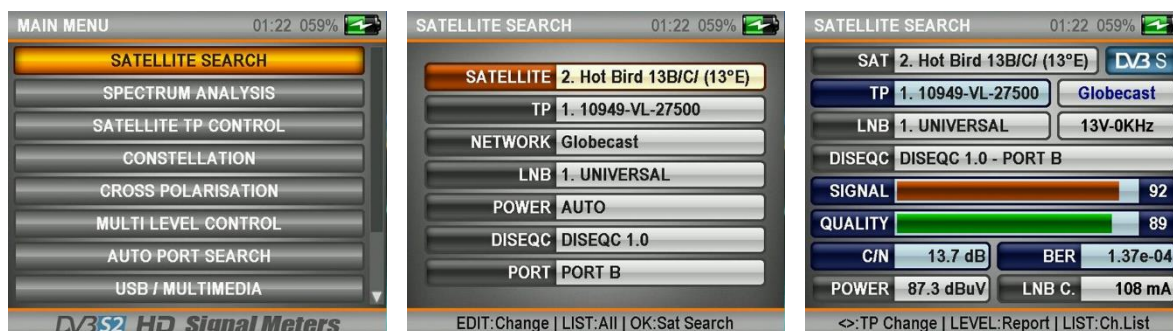 MAIN MENU 01:22 059%
SATELLITE SEARCH
SPECTRUM ANALYSIS
SATELLITE TP CONTROL
CONSTELLATION
CROSS POLARISATION
MULTI LEVEL CONTROL
AUTO PORT SEARCH
USB / MULTIMEDIA
DVB S2 HD Signal Meters
SATELLITE SEARCH 01:22 059%
SATELLITE 2. Hot Bird 13B/C/ (13°E)
TP 1. 10949-VL-27500
NETWORK Globecast
LNB 1. UNIVERSAL
POWER AUTO
DISEQC DISEQC 1.0
PORT PORT B
EDIT:Change | LIST:All | OK:Sat Search
SATELLITE SEARCH 01:22 059%
SAT 2. Hot Bird 13B/C/ (13°E) DVB S
TP 1. 10949-VL-27500 Globecast
LNB 1. UNIVERSAL 13V-0KHz
DISEQC DISEQC 1.0 - PORT B
SIGNAL 92
QUALITY 89
C/N 13.7 dB BER 1.37e-04
POWER 87.3 dBuV LNB C. 108 mA
<>:TP Change | LEVEL:Report | LIST:Ch.List